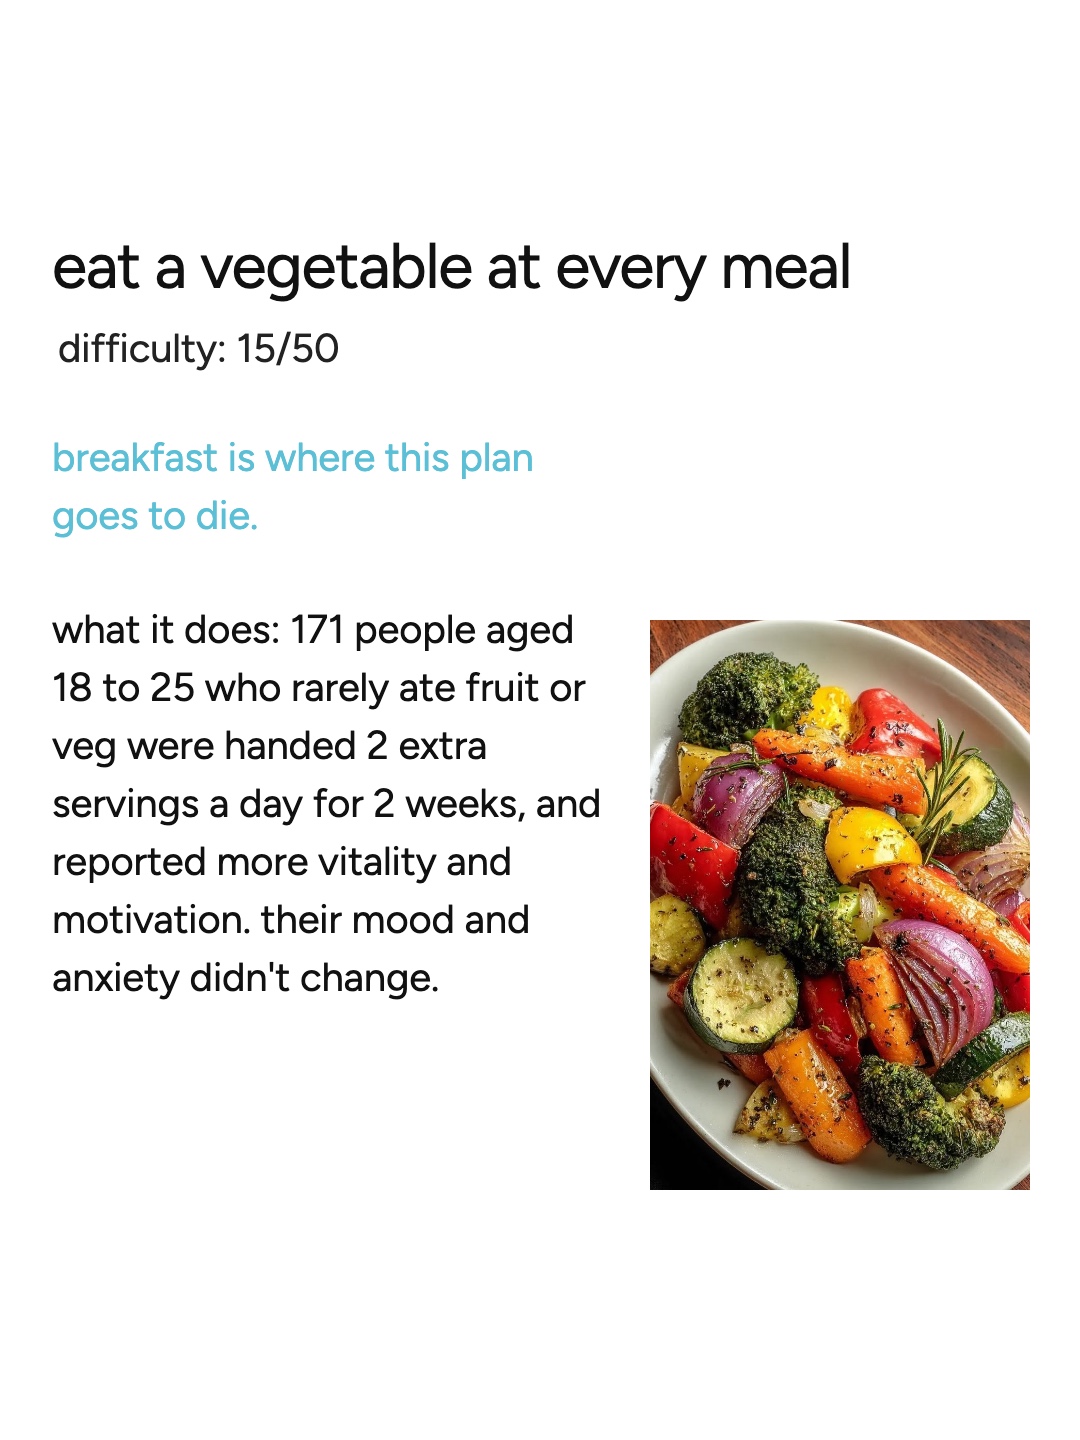 eat a vegetable at every meal
difficulty: 15/50
breakfast is where this plan
goes to die.
what it does: 171 people aged
18 to 25 who rarely ate fruit or
veg were handed 2 extra
servings a day for 2 weeks, and
reported more vitality and
motivation. their mood and
anxiety didn't change.